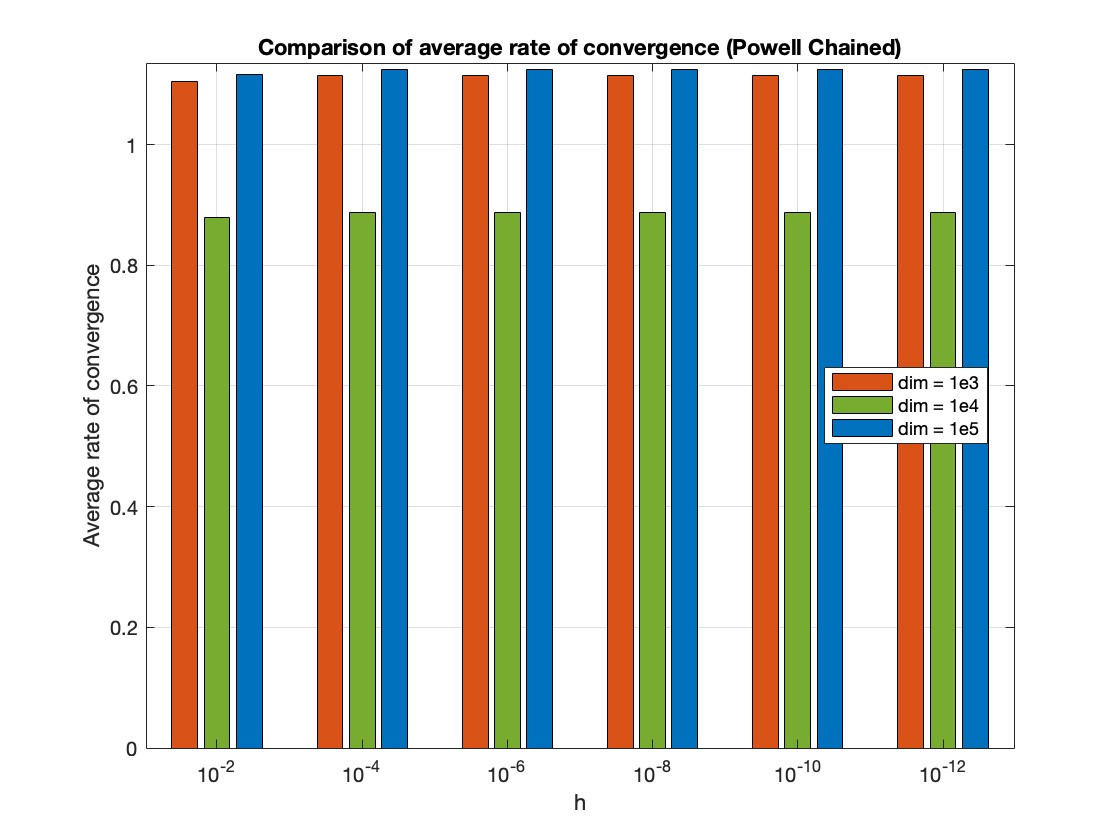 Comparison of average rate of convergence (Powell Chained)
Average rate of convergence
1
0.8
0.6
0.4
0.2
0
dim = 1e3
dim = 1e4
dim = 1e5
10^-2 10^-4 10^-6 10^-8 10^-10 10^-12
h